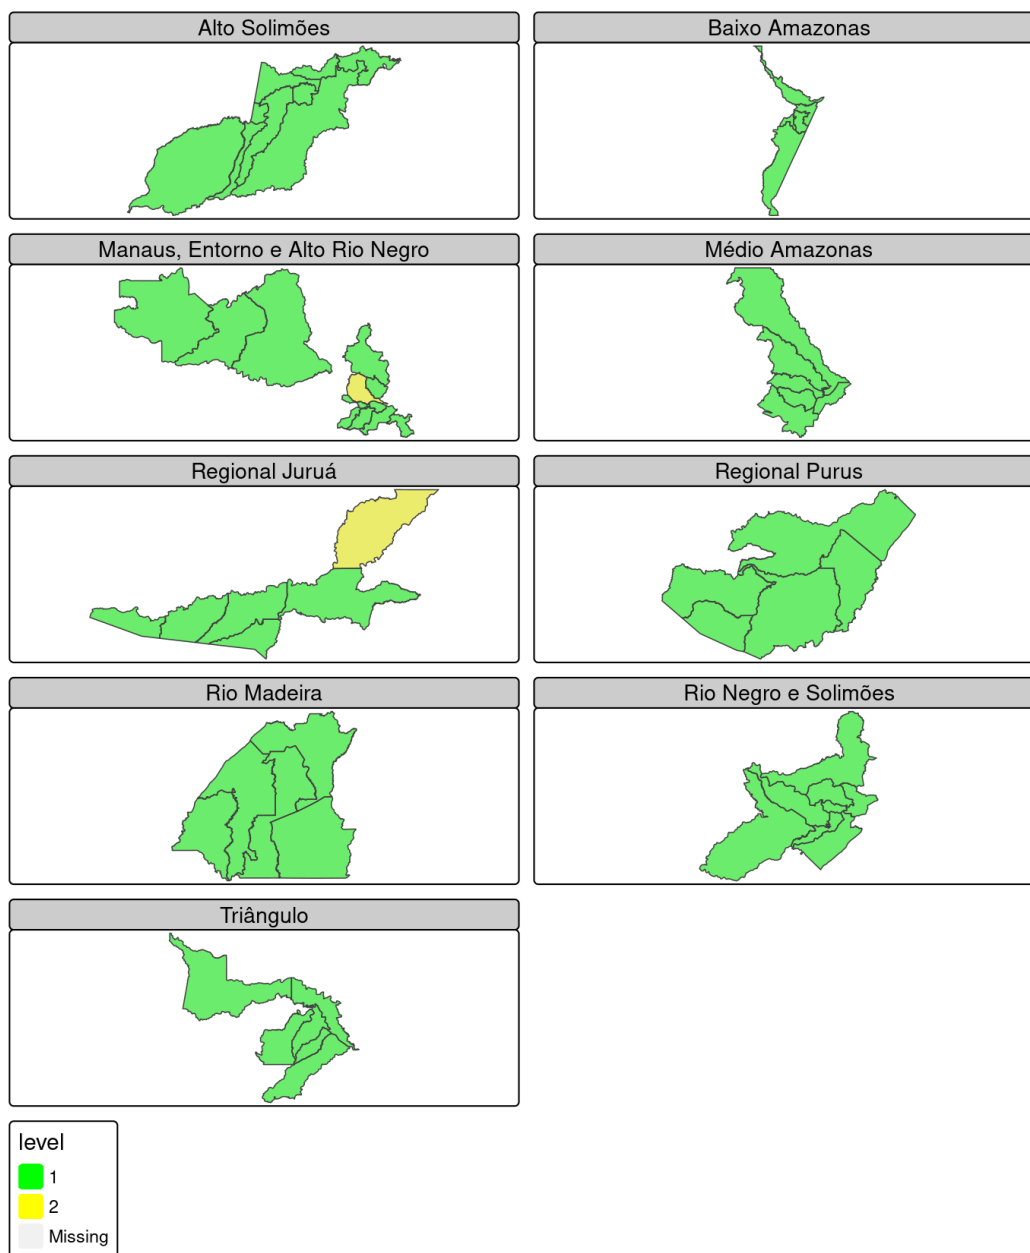 Alto Solimões
Baixo Amazonas
Manaus, Entorno e Alto Rio Negro
Médio Amazonas
Regional Juruá
Regional Purus
Rio Madeira
Rio Negro e Solimões
Triângulo
level
1
2
Missing